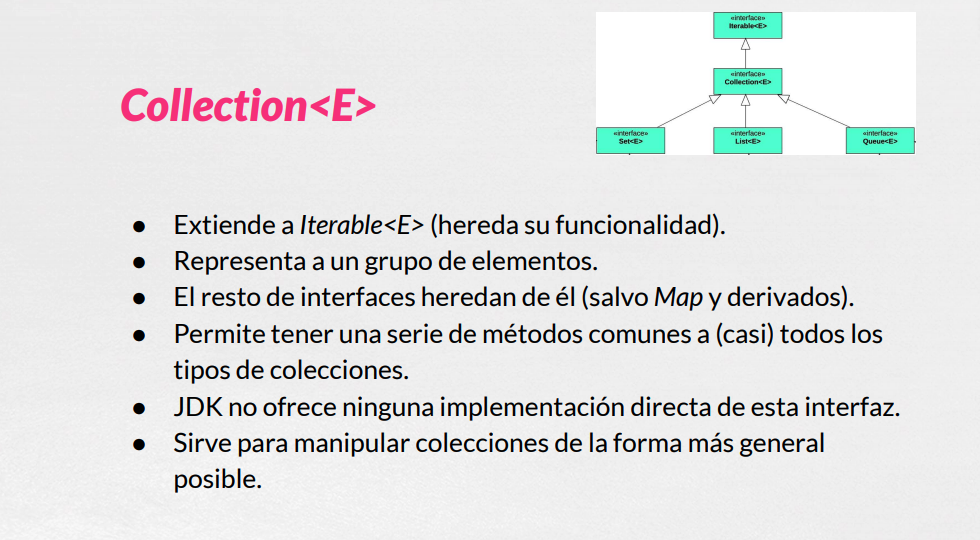 «interface»
Iterable<E>
«interface»
Collection<E>
«interface»
Set<E>
«interface»
List<E>
«interface»
Queue<E>
Collection<E>
● Extiende a Iterable<E> (hereda su funcionalidad).
● Representa a un grupo de elementos.
● El resto de interfaces heredan de él (salvo Map y derivados).
● Permite tener una serie de métodos comunes a (casi) todos los
tipos de colecciones.
● JDK no ofrece ninguna implementación directa de esta interfaz.
● Sirve para manipular colecciones de la forma más general
posible.